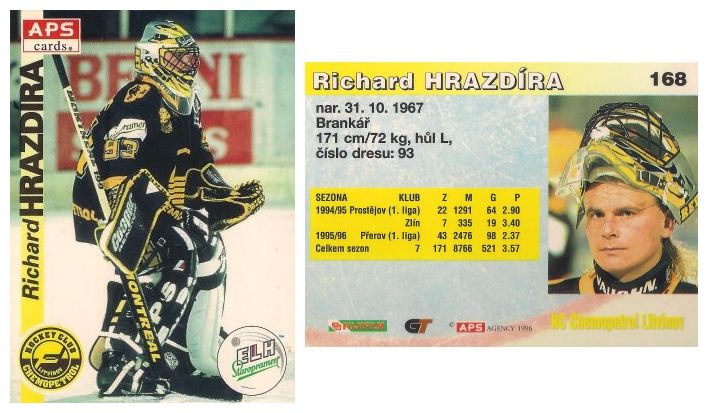 APS
cards®
Richard HRAZDÍRA
93
MONTREAL
HOCKEY CLUB
LITVÍNOV
CHEMOPETROL
ELH
Staropramen
Richard HRAZDÍRA 168
nar. 31. 10. 1967
Brankář
171 cm/72 kg, hůl L,
číslo dresu: 93
SEZONA KLUB Z M G P
1994/95 Prostějov (1. liga) 22 1291 64 2.90
Zlín 7 335 19 3.40
1995/96 Přerov (1. liga) 43 2476 98 2.37
Celkem sezon 7 171 8766 521 3.57
HC Chemopetrol Litvínov
FUJIFILM GT © APS AGENCY 1996